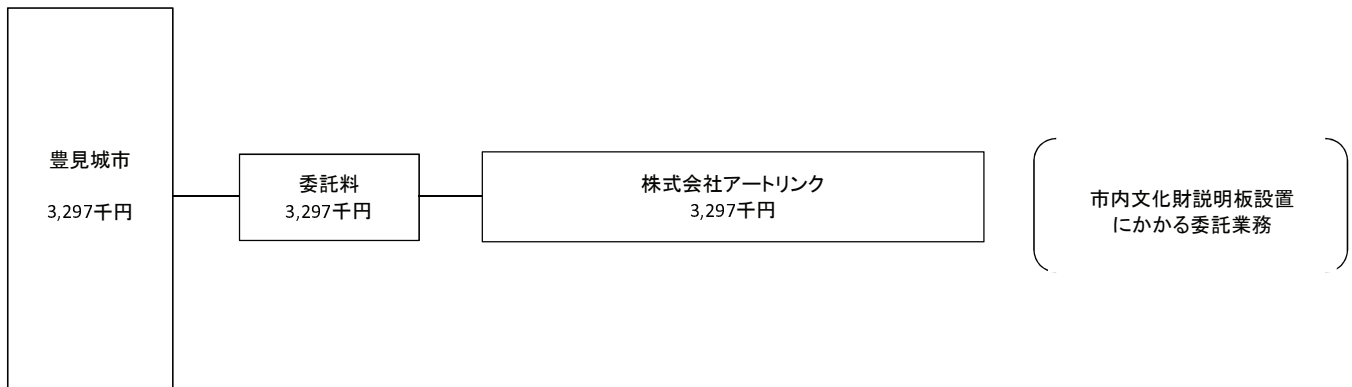 豊見城市
3,297千円
委託料
3,297千円
株式会社アートリンク
3,297千円
市内文化財説明板設置
にかかる委託業務